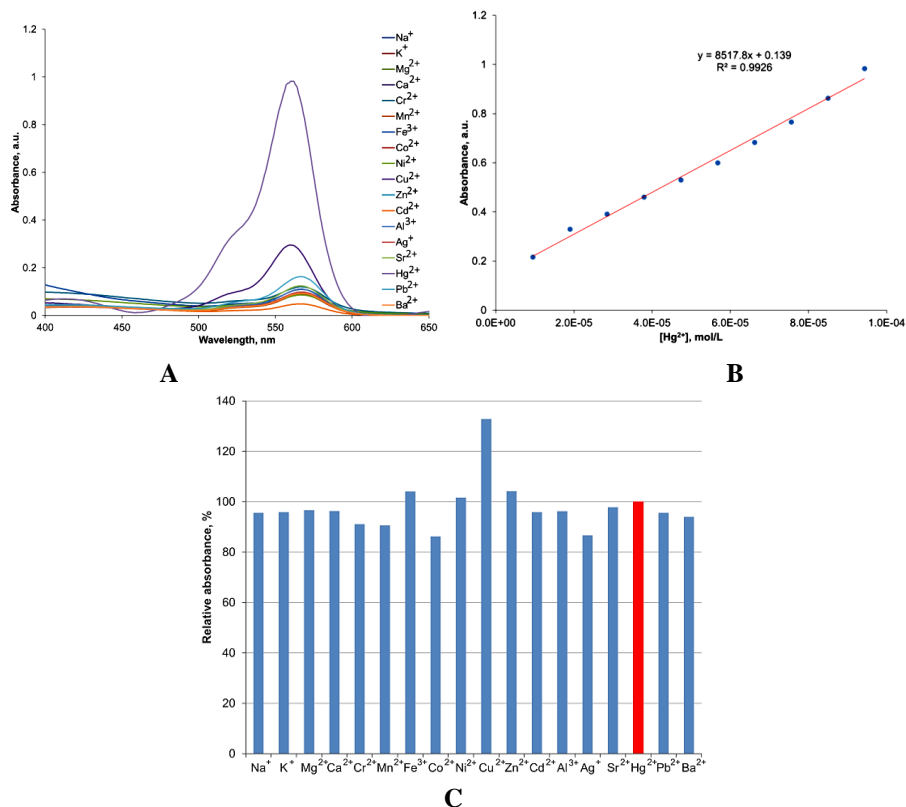 Absorbance, a.u.
1.2
1
0.8
0.6
0.4
0.2
0
400
450
500
550
600
650
Wavelength, nm
Na⁺
K⁺
Mg²⁺
Ca²⁺
Cr²⁺
Mn²⁺
Fe³⁺
Co²⁺
Ni²⁺
Cu²⁺
Zn²⁺
Cd²⁺
Al³⁺
Ag⁺
Sr²⁺
Hg²⁺
Pb²⁺
Ba²⁺
A
Absorbance, a.u.
1.2
1
0.8
0.6
0.4
0.2
0
0.0E+00
2.0E-05
4.0E-05
6.0E-05
8.0E-05
1.0E-04
[Hg²⁺], mol/L
y = 8517.8x + 0.139
R² = 0.9926
B
Relative absorbance, %
140
120
100
80
60
40
20
0
Na⁺ K⁺ Mg²⁺ Ca²⁺ Cr²⁺ Mn²⁺ Fe³⁺ Co²⁺ Ni²⁺ Cu²⁺ Zn²⁺ Cd²⁺ Al³⁺ Ag⁺ Sr²⁺ Hg²⁺ Pb²⁺ Ba²⁺
C